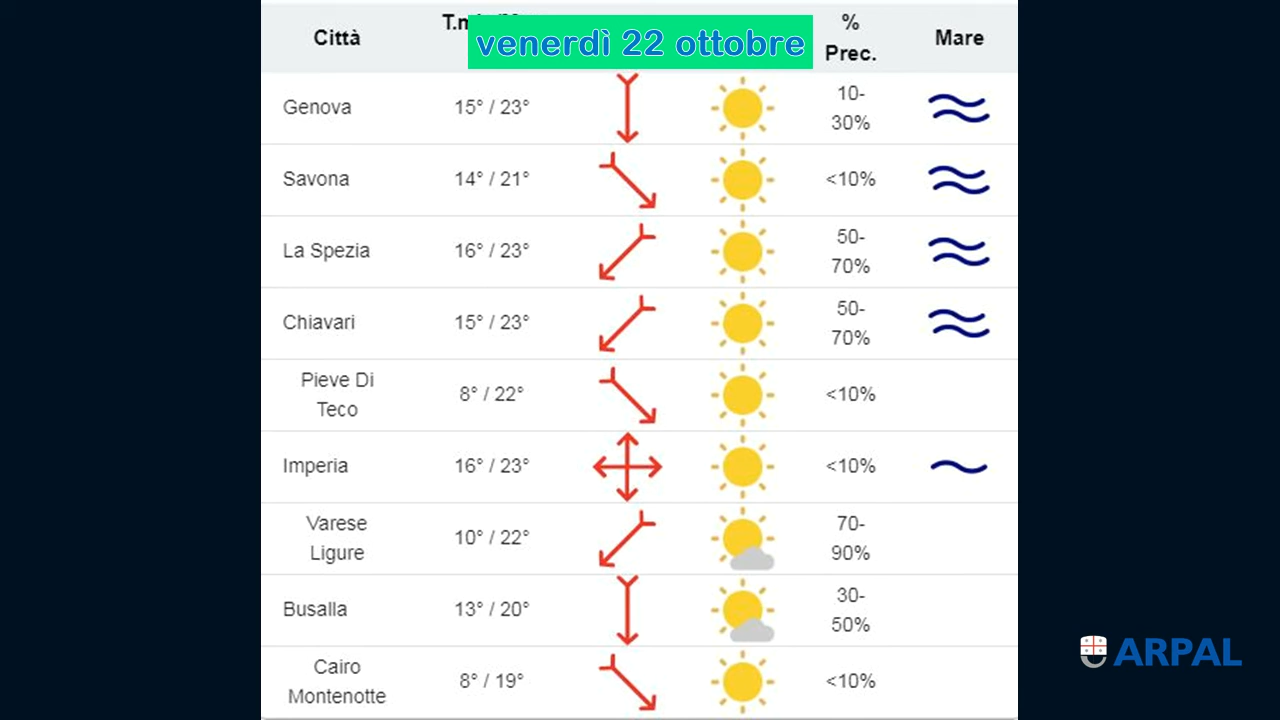 Città
venerdì 22 ottobre
%
Prec.
Mare
Genova 15° / 23° 10-
30%
Savona 14° / 21° <10%
La Spezia 16° / 23° 50-
70%
Chiavari 15° / 23° 50-
70%
Pieve Di
Teco 8° / 22° <10%
Imperia 16° / 23° <10%
Varese
Ligure 10° / 22° 70-
90%
Busalla 13° / 20° 30-
50%
Cairo
Montenotte 8° / 19° <10%
ARPAL